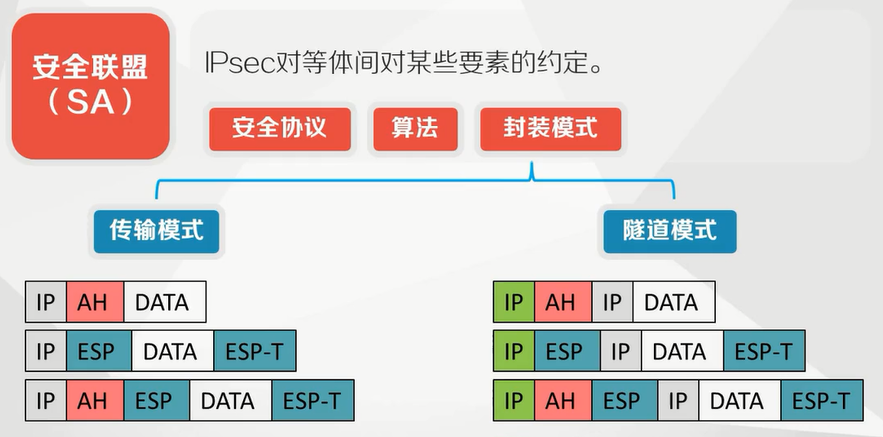 安全联盟
（SA）
IPsec对等体间对某些要素的约定。
安全协议 算法 封装模式
传输模式 隧道模式
IP AH DATA
IP ESP DATA ESP-T
IP AH ESP DATA ESP-T
IP AH IP DATA
IP ESP IP DATA ESP-T
IP AH ESP IP DATA ESP-T